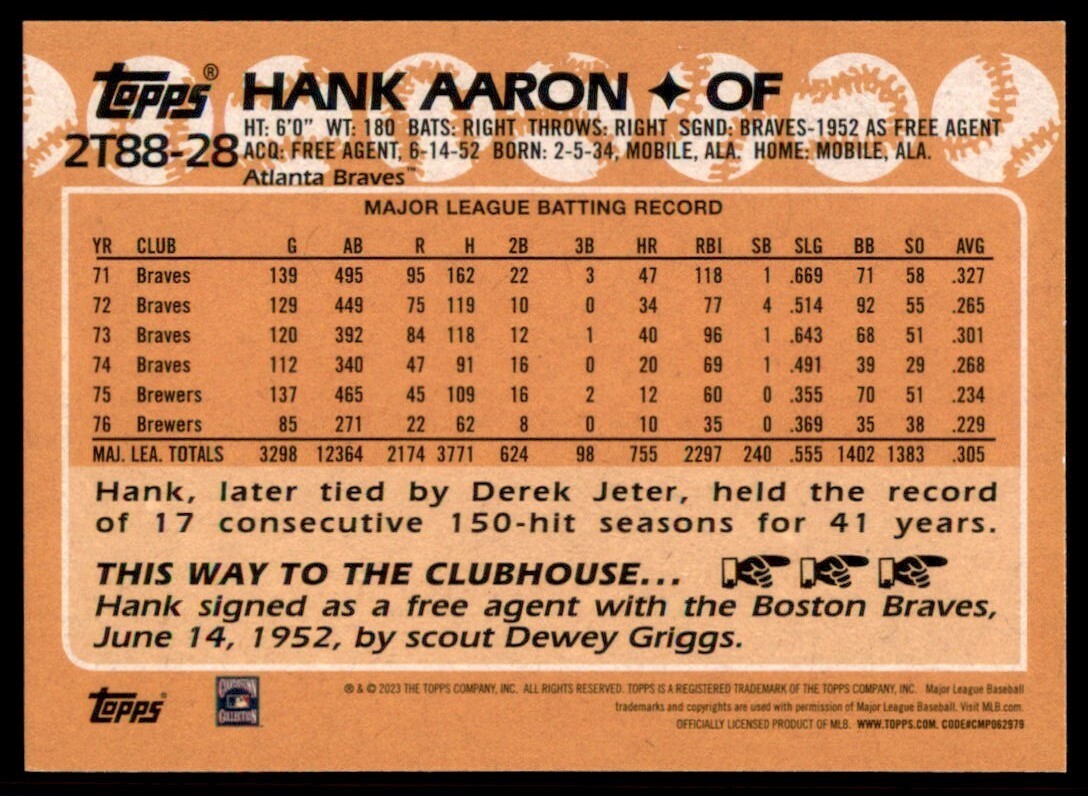 Topps®
HANK AARON ✦ OF
2T88-28
HT: 6'0" WT: 180 BATS: RIGHT THROWS: RIGHT SGND: BRAVES-1952 AS FREE AGENT
ACQ: FREE AGENT, 6-14-52 BORN: 2-5-34, MOBILE, ALA. HOME: MOBILE, ALA.
Atlanta Braves™
MAJOR LEAGUE BATTING RECORD
YR CLUB G AB R H 2B 3B HR RBI SB SLG BB SO AVG
71 Braves 139 495 95 162 22 3 47 118 1 .669 71 58 .327
72 Braves 129 449 75 119 10 0 34 77 4 .514 92 55 .265
73 Braves 120 392 84 118 12 1 40 96 1 .643 68 51 .301
74 Braves 112 340 47 91 16 0 20 69 1 .491 39 29 .268
75 Brewers 137 465 45 109 16 2 12 60 0 .355 70 51 .234
76 Brewers 85 271 22 62 8 0 10 35 0 .369 35 38 .229
MAJ. LEA. TOTALS 3298 12364 2174 3771 624 98 755 2297 240 .555 1402 1383 .305
Hank, later tied by Derek Jeter, held the record
of 17 consecutive 150-hit seasons for 41 years.
THIS WAY TO THE CLUBHOUSE...
Hank signed as a free agent with the Boston Braves,
June 14, 1952, by scout Dewey Griggs.
Topps
COOPERSTOWN
COLLECTION
® & © 2023 THE TOPPS COMPANY, INC. ALL RIGHTS RESERVED. TOPPS IS A REGISTERED TRADEMARK OF THE TOPPS COMPANY, INC. Major League Baseball
trademarks and copyrights are used with permission of Major League Baseball. Visit MLB.com.
OFFICIALLY LICENSED PRODUCT OF MLB. WWW.TOPPS.COM. CODE#CMP062979